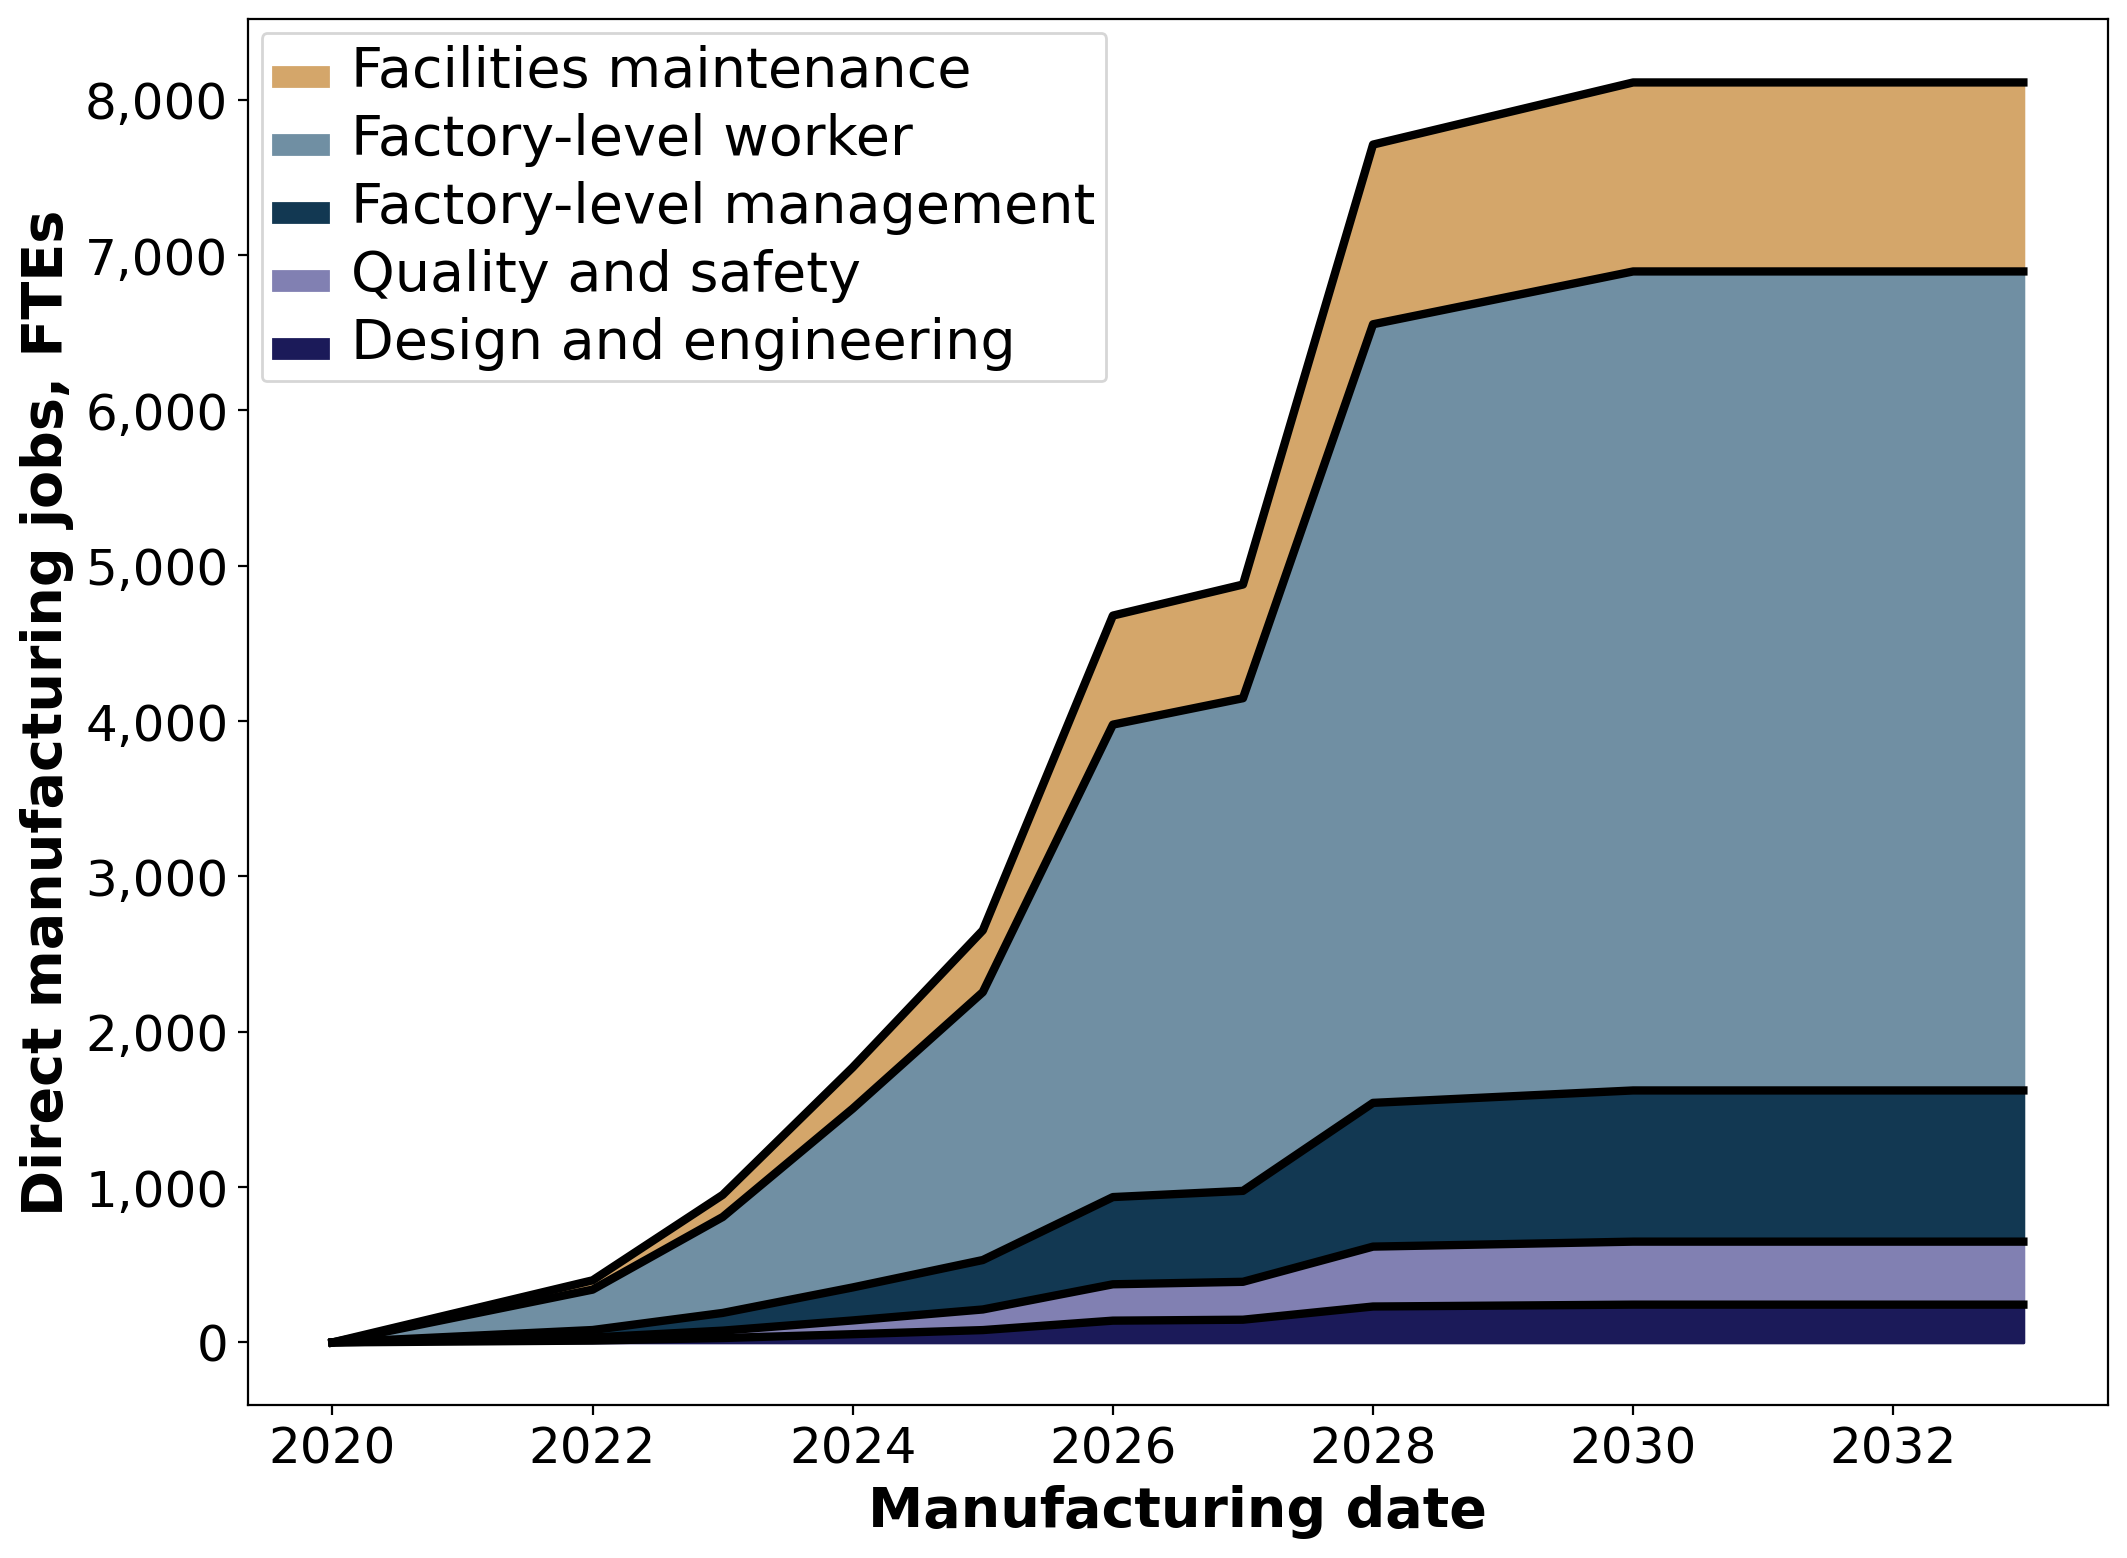 Facilities maintenance
Factory-level worker
Factory-level management
Quality and safety
Design and engineering
Direct manufacturing jobs, FTEs
8,000
7,000
6,000
5,000
4,000
3,000
2,000
1,000
0
2020 2022 2024 2026 2028 2030 2032
Manufacturing date